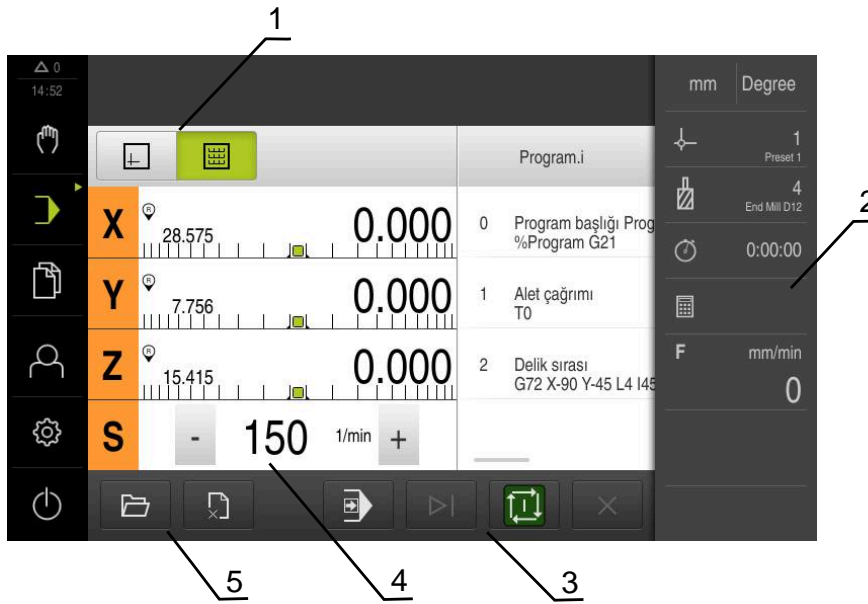 1
0
14:52
mm Degree
1
Preset 1
Program.i
4
End Mill D12
2
X R 28.575 0.000
0 Program başlığı Prog
%Program G21
0:00:00
Y R 7.756 0.000
1 Alet çağrımı
T0
Z R 15.415 0.000
2 Delik sırası
G72 X-90 Y-45 L4 I45
F mm/min
0
S - 150 1/min +
5 4 3